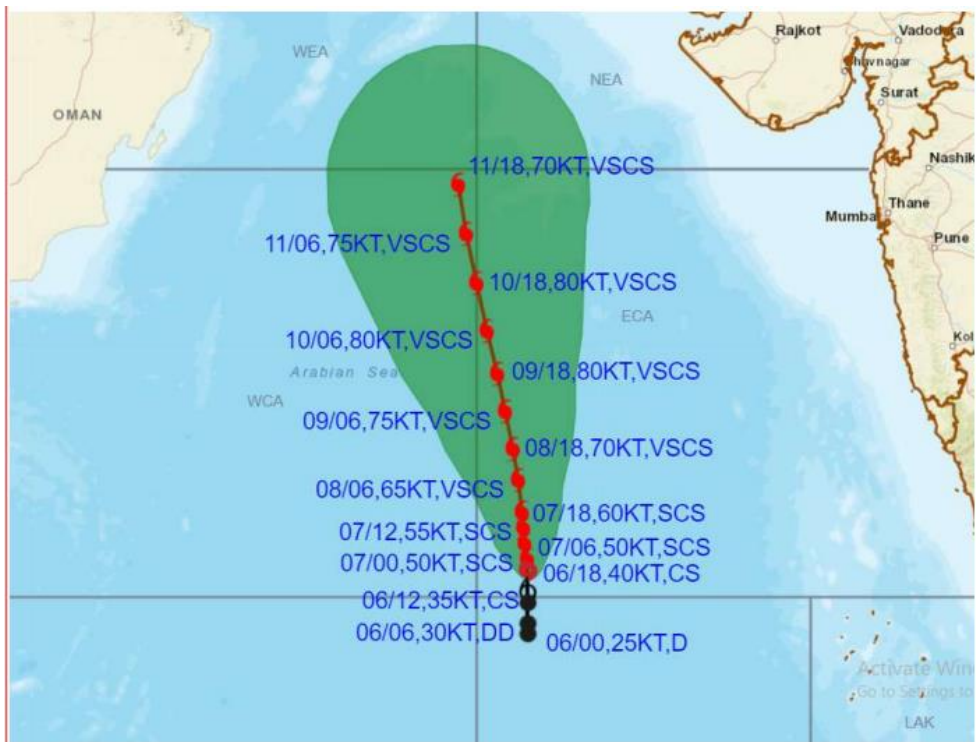 Rajkot
Vadodara
WEA
NEA
Bhavnagar
Surat
OMAN
11/18,70KT,VSCS
Nashik
Thane
Mumba
11/06,75KT,VSCS
Pune
10/18,80KT,VSCS
ECA
10/06,80KT,VSCS
Kol
Arabian Sea
09/18,80KT,VSCS
WCA
09/06,75KT,VSCS
08/18,70KT,VSCS
08/06,65KT,VSCS
07/18,60KT,SCS
07/12,55KT,SCS
07/06,50KT,SCS
07/00,50KT,SCS
06/18,40KT,CS
06/12,35KT,CS
06/06,30KT,DD
06/00,25KT,D
Activate Win
Go to Settings to
LAK